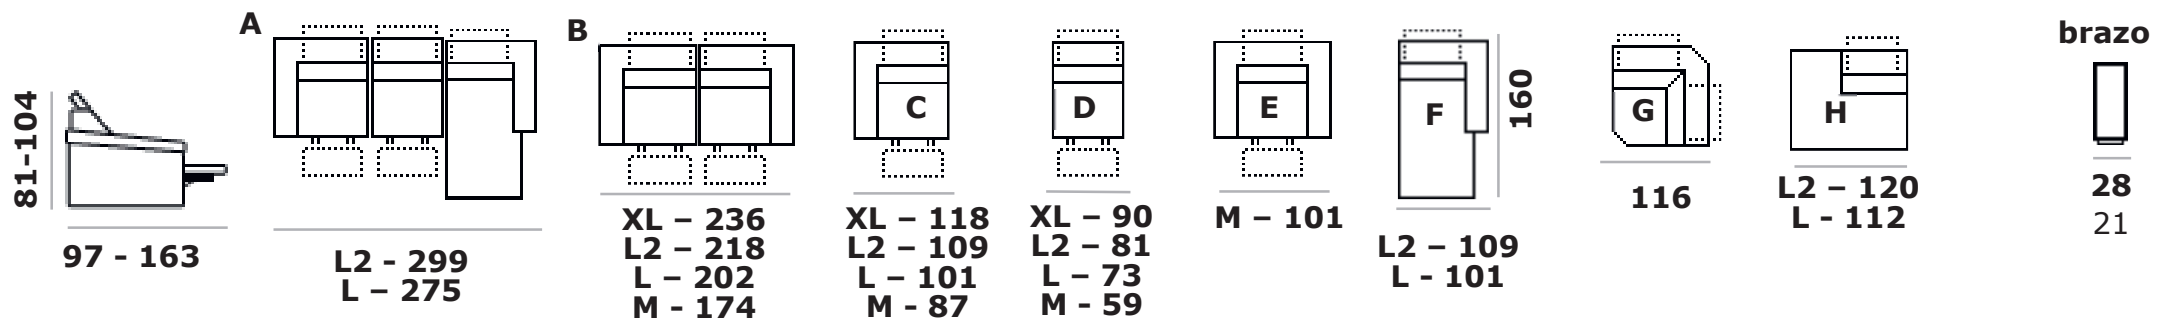 81-104
97 - 163
A
L2 - 299
L – 275
B
XL – 236
L2 – 218
L – 202
M - 174
C
XL – 118
L2 – 109
L – 101
M - 87
D
XL – 90
L2 – 81
L – 73
M - 59
E
M – 101
F
160
L2 – 109
L - 101
G
116
H
L2 – 120
L - 112
brazo
28
21